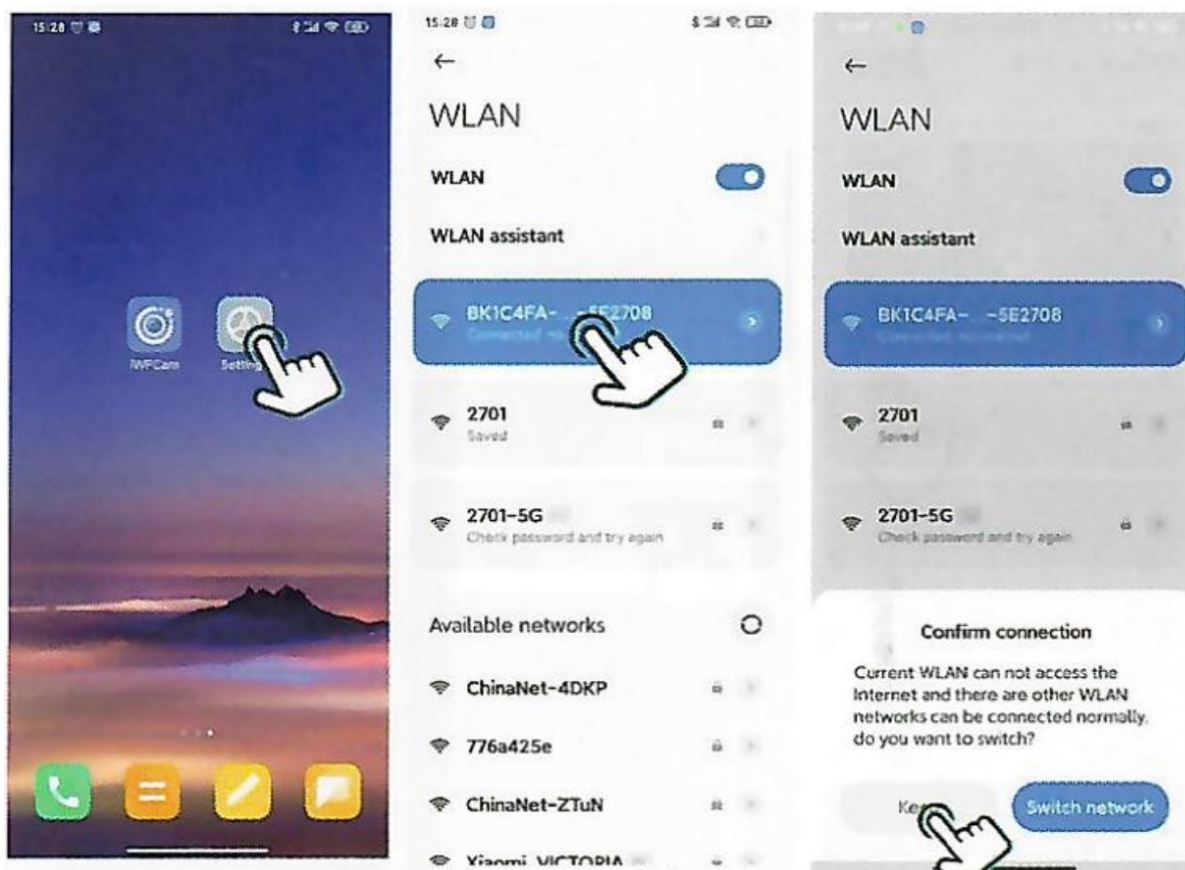 15:28
iWFCam
Setting
15:28
WLAN
WLAN
WLAN assistant
BK1C4FA- -5E2708
Connected
2701
Saved
2701-5G
Check password and try again
Available networks
ChinaNet-4DKP
776a425e
ChinaNet-ZTuN
Xiaomi_VICTORIA
WLAN
WLAN
WLAN assistant
BK1C4FA- -5E2708
2701
Saved
2701-5G
Check password and try again
Confirm connection
Current WLAN can not access the
Internet and there are other WLAN
networks can be connected normally,
do you want to switch?
Switch network